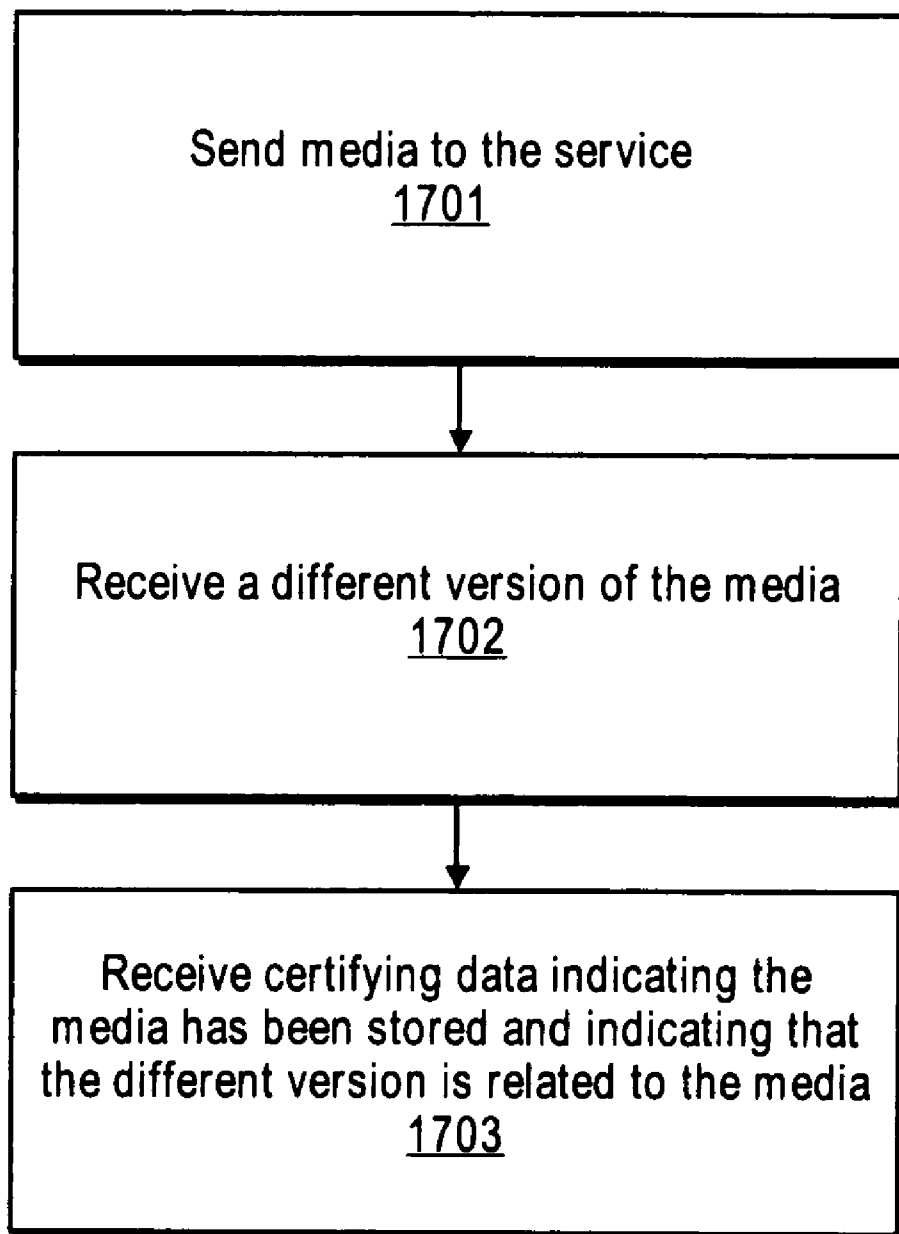 Send media to the service
1701
Receive a different version of the media
1702
Receive certifying data indicating the
media has been stored and indicating that
the different version is related to the media
1703